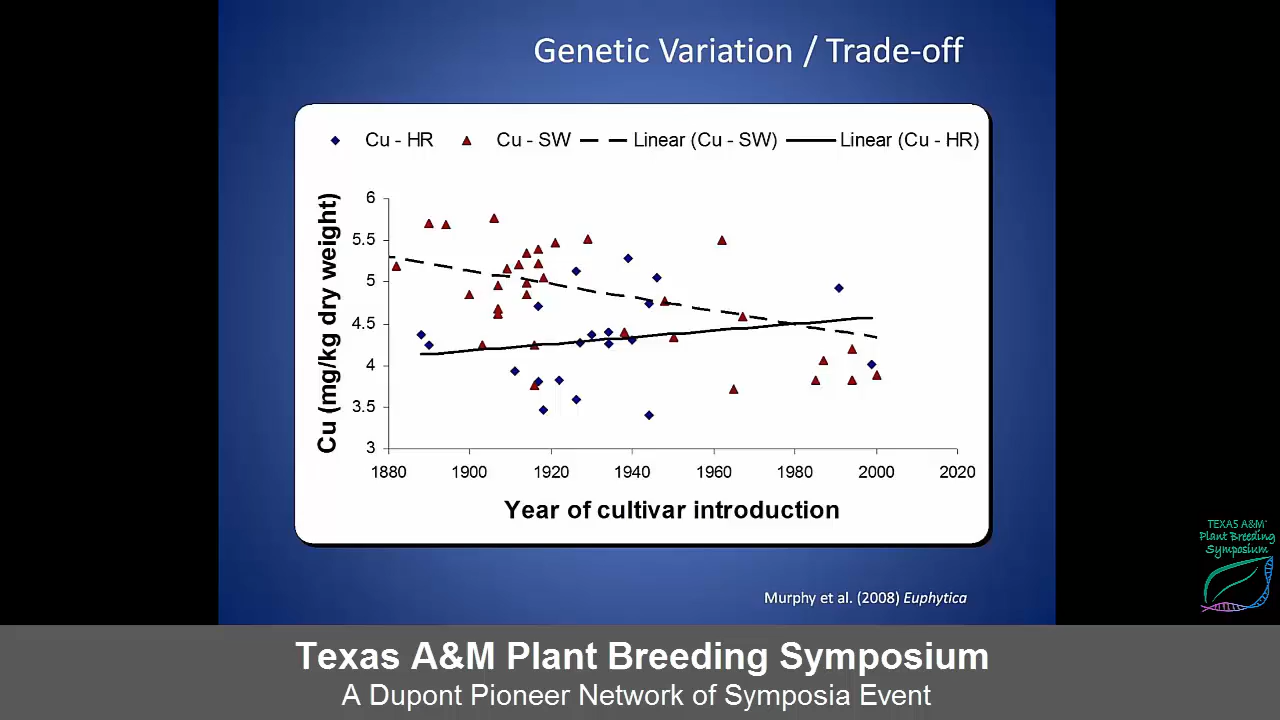 Genetic Variation / Trade-off
Cu - HR
Cu - SW
Linear (Cu - SW)
Linear (Cu - HR)
Cu (mg/kg dry weight)
6
5.5
5
4.5
4
3.5
3
1880 1900 1920 1940 1960 1980 2000 2020
Year of cultivar introduction
Murphy et al. (2008) Euphytica
TEXAS A&M
Plant Breeding
Symposium
Texas A&M Plant Breeding Symposium
A Dupont Pioneer Network of Symposia Event